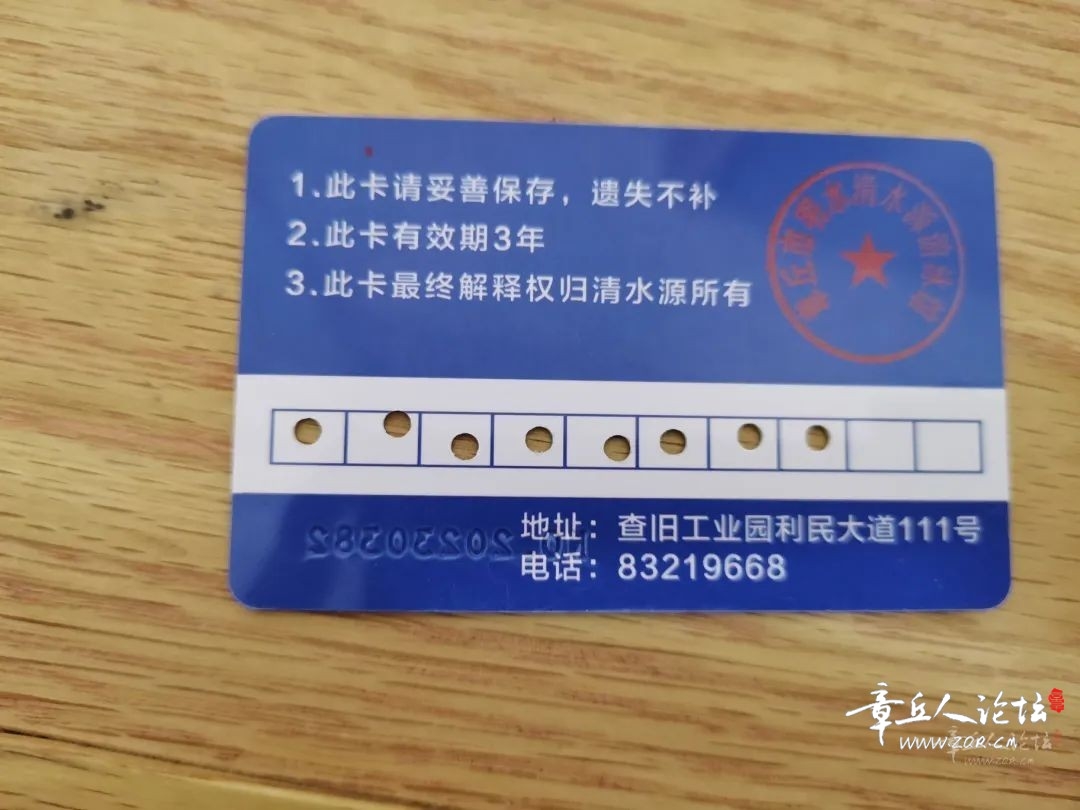 1.此卡请妥善保存，遗失不补
2.此卡有效期3年
3.此卡最终解释权归清水源所有
地址：查旧工业园利民大道111号
电话：83219668
章丘人论坛
www.zqr.cm